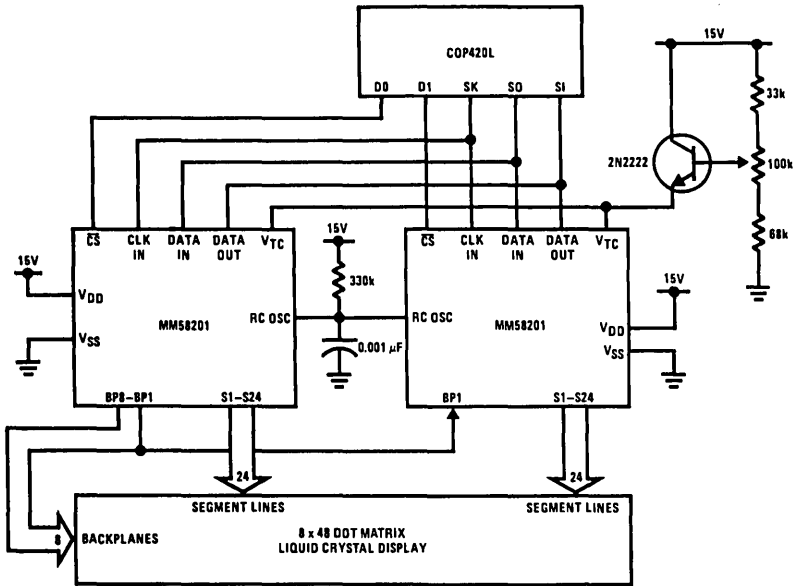 COP420L
D0 D1 SK SO SI
15V
33k
2N2222
100k
68k
CS CLK IN DATA IN DATA OUT VTC
15V
VDD
MM58201
VSS
RC OSC
BP8–BP1 S1–S24
15V
330k
0.001 µF
CS CLK IN DATA IN DATA OUT VTC
RC OSC
MM58201
15V
VDD
VSS
BP1 S1–S24
24
24
SEGMENT LINES
SEGMENT LINES
8
BACKPLANES
8 x 48 DOT MATRIX
LIQUID CRYSTAL DISPLAY